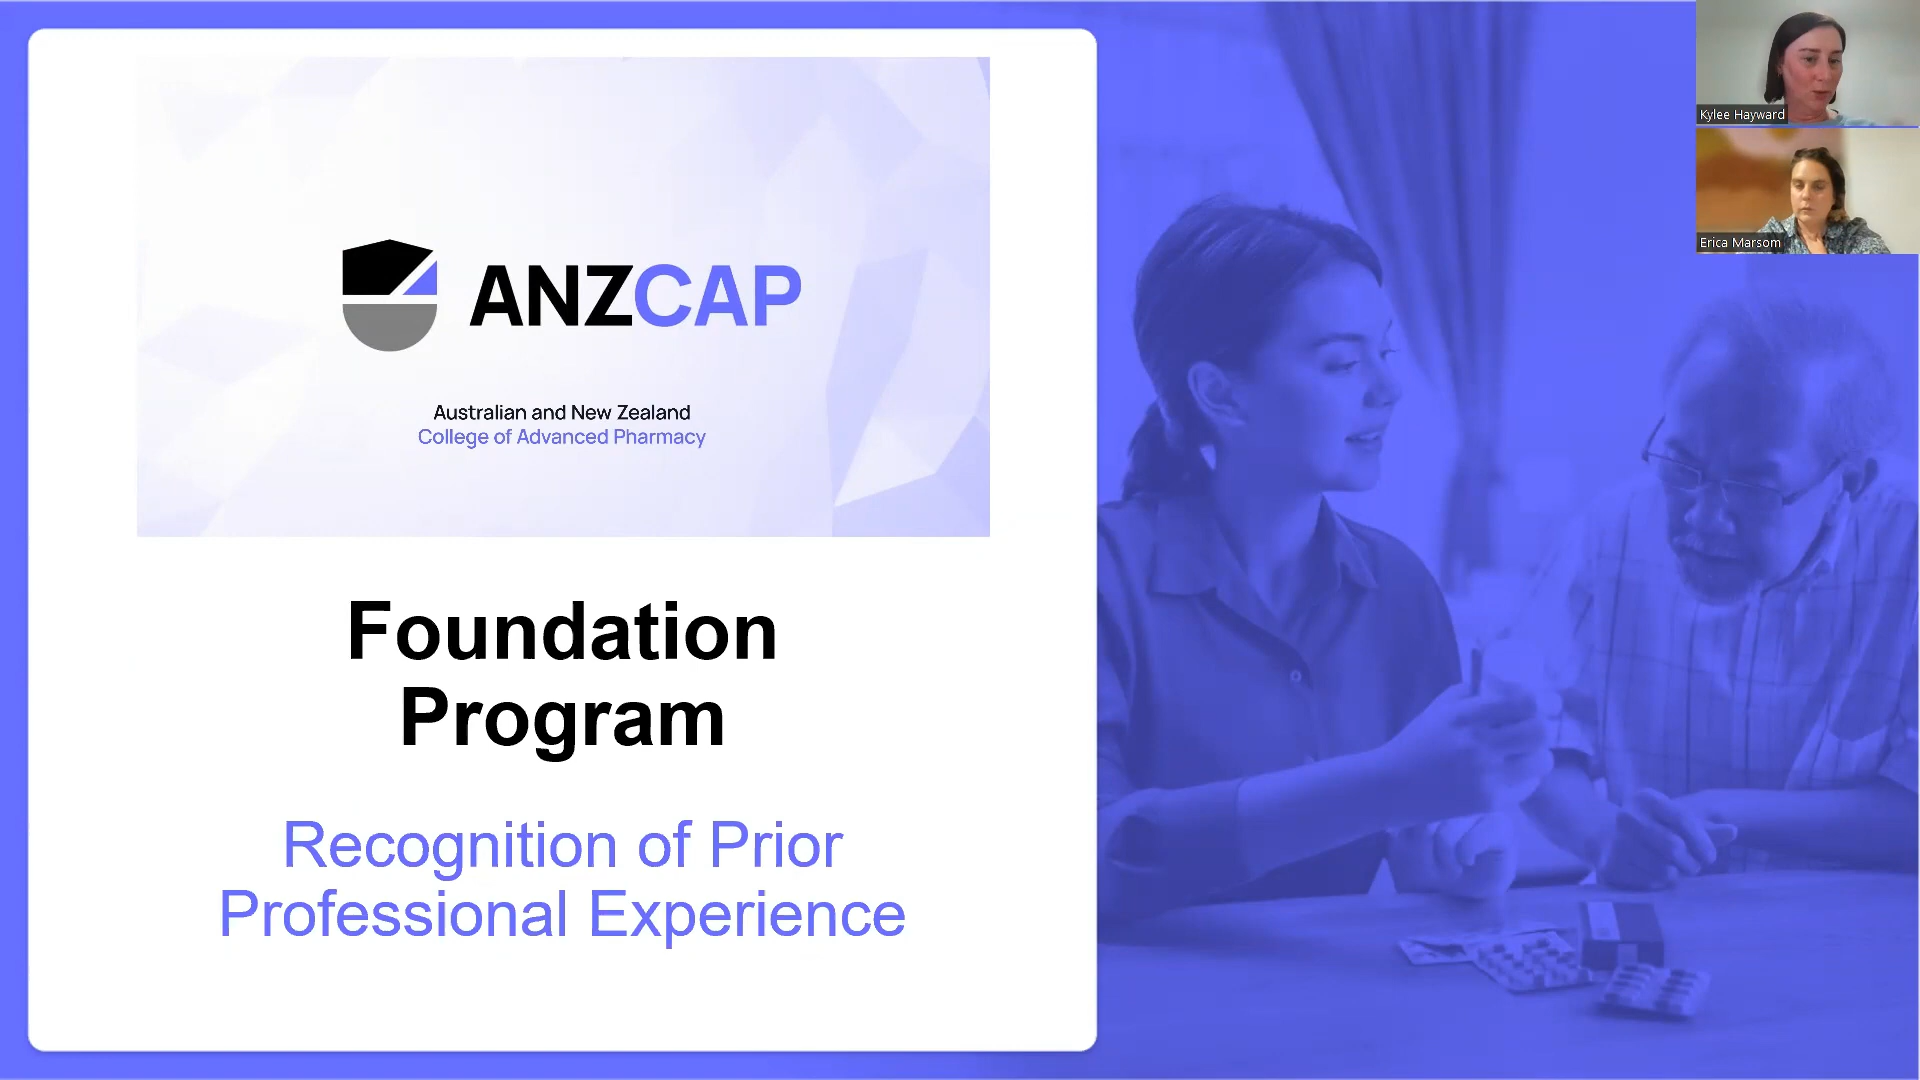 ANZCAP
Australian and New Zealand
College of Advanced Pharmacy
Foundation
Program
Recognition of Prior
Professional Experience
Kylee Hayward
Erica Marsom